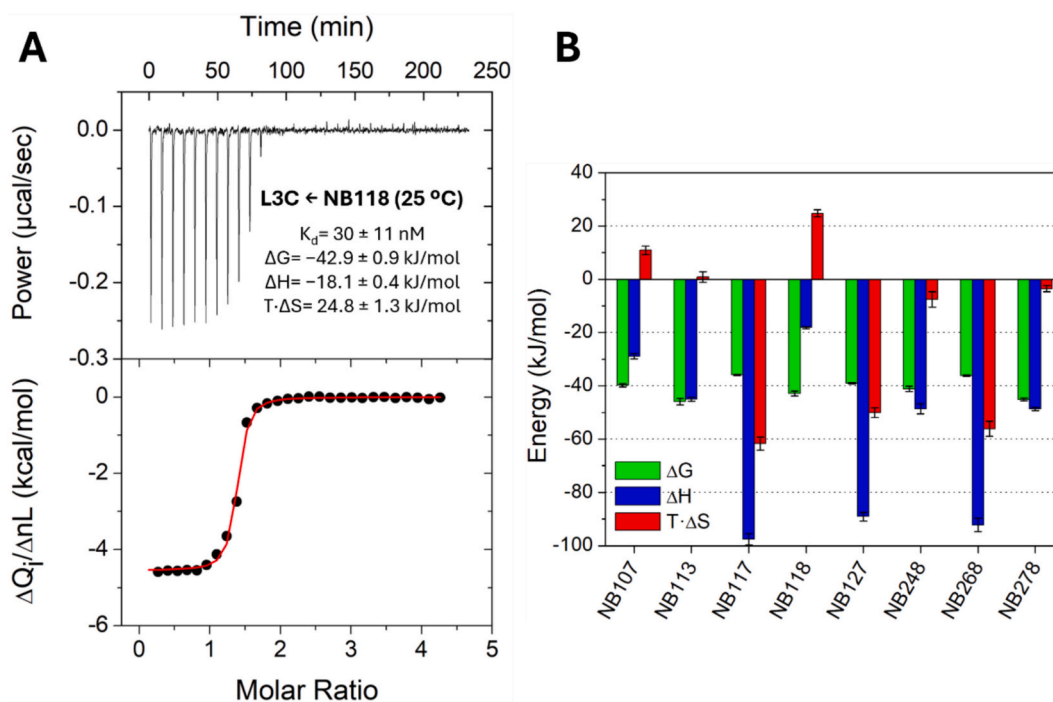 A
Time (min)
0 50 100 150 200 250
0.0
-0.1
-0.2
-0.3
Power (µcal/sec)
L3C ← NB118 (25 ºC)
Kd= 30 ± 11 nM
ΔG= −42.9 ± 0.9 kJ/mol
ΔH= −18.1 ± 0.4 kJ/mol
T·ΔS= 24.8 ± 1.3 kJ/mol
0
-2
-4
-6
ΔQi/ΔnL (kcal/mol)
0 1 2 3 4 5
Molar Ratio
B
40
20
0
-20
-40
-60
-80
-100
Energy (kJ/mol)
ΔG
ΔH
T·ΔS
NB107 NB113 NB117 NB118 NB127 NB248 NB268 NB278